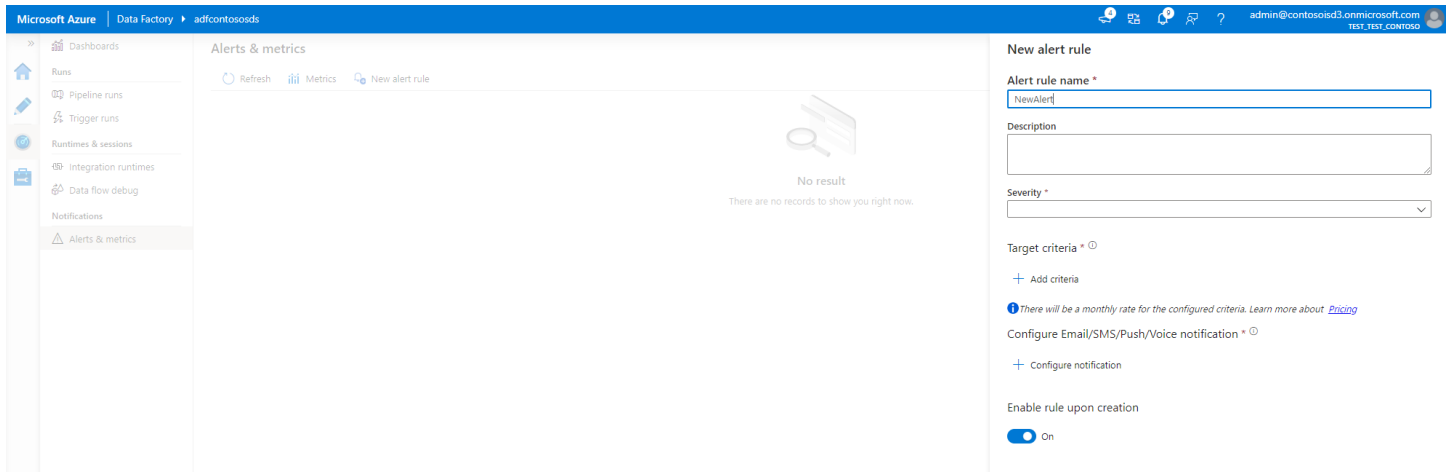 Microsoft Azure | Data Factory ▸ adfcontososds
4
9
?
admin@contosoisd3.onmicrosoft.com
TEST_TEST_CONTOSO
»
Dashboards
Runs
Pipeline runs
Trigger runs
Runtimes & sessions
Integration runtimes
Data flow debug
Notifications
Alerts & metrics
Alerts & metrics
Refresh Metrics New alert rule
No result
There are no records to show you right now.
New alert rule
Alert rule name *
NewAlert
Description
Severity *
Target criteria *
+ Add criteria
There will be a monthly rate for the configured criteria. Learn more about Pricing
Configure Email/SMS/Push/Voice notification *
+ Configure notification
Enable rule upon creation
On